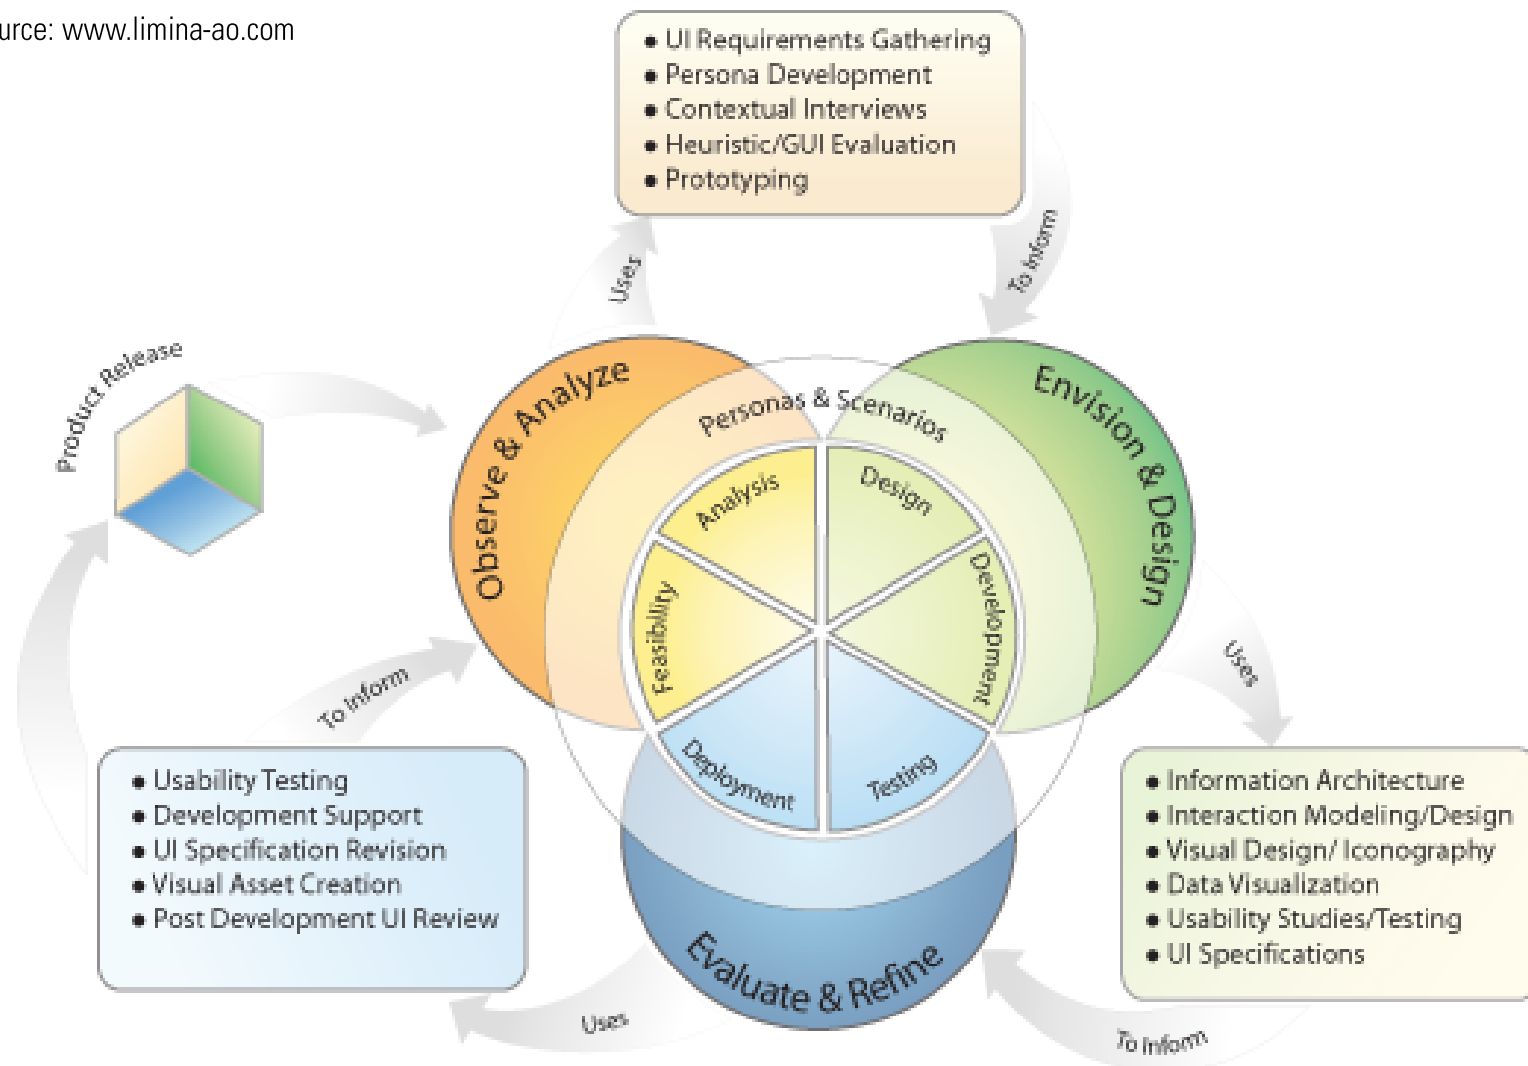 urce: www.limina-ao.com
● UI Requirements Gathering
● Persona Development
● Contextual Interviews
● Heuristic/GUI Evaluation
● Prototyping
Uses
To Inform
Product Release
Observe & Analyze
Personas & Scenarios
Envision & Design
Analysis
Design
Feasibility
Development
Deployment
Testing
To Inform
Uses
● Usability Testing
● Development Support
● UI Specification Revision
● Visual Asset Creation
● Post Development UI Review
● Information Architecture
● Interaction Modeling/Design
● Visual Design/ Iconography
● Data Visualization
● Usability Studies/Testing
● UI Specifications
Evaluate & Refine
Uses
To Inform